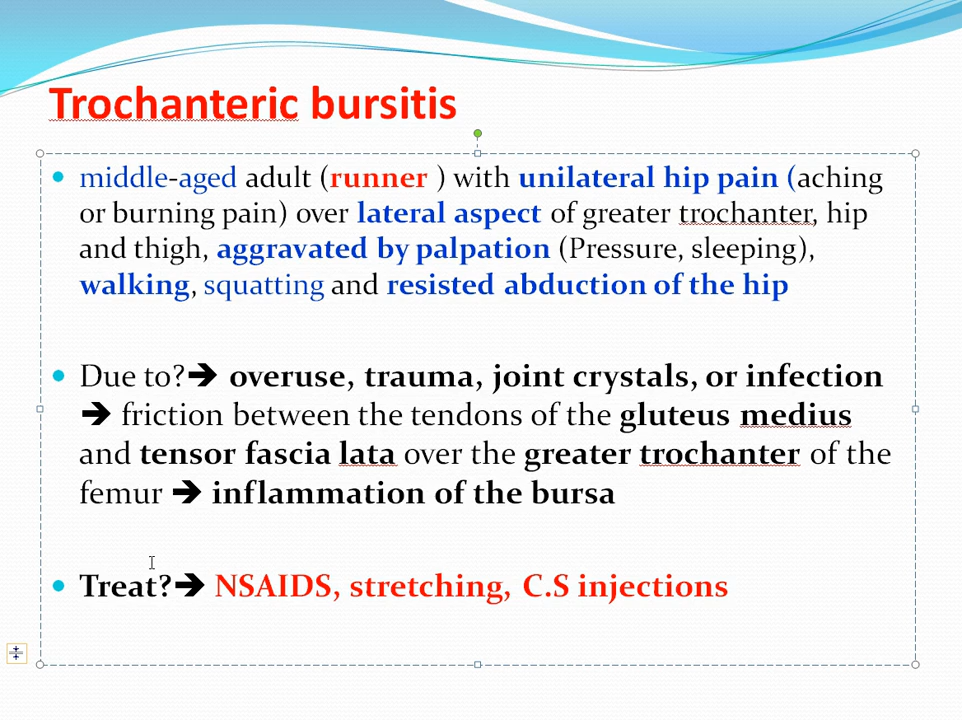 Trochanteric bursitis
• middle-aged adult (runner ) with unilateral hip pain (aching
or burning pain) over lateral aspect of greater trochanter, hip
and thigh, aggravated by palpation (Pressure, sleeping),
walking, squatting and resisted abduction of the hip
• Due to?➔ overuse, trauma, joint crystals, or infection
➔ friction between the tendons of the gluteus medius
and tensor fascia lata over the greater trochanter of the
femur ➔ inflammation of the bursa
• Treat?➔ NSAIDS, stretching, C.S injections